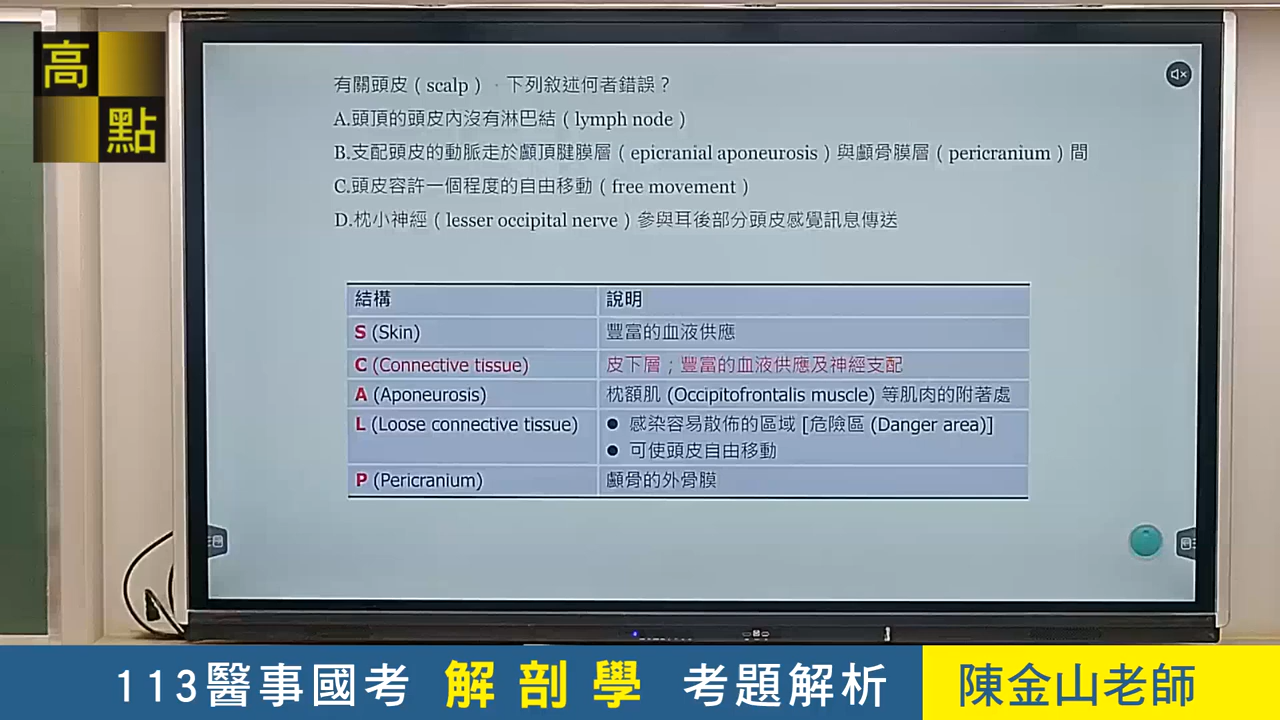 高
點
有關頭皮（scalp），下列敘述何者錯誤？
A.頭頂的頭皮內沒有淋巴結（lymph node）
B.支配頭皮的動脈走於顱頂腱膜層（epicranial aponeurosis）與顱骨膜層（pericranium）間
C.頭皮容許一個程度的自由移動（free movement）
D.枕小神經（lesser occipital nerve）參與耳後部分頭皮感覺訊息傳送
結構 說明
S (Skin) 豐富的血液供應
C (Connective tissue) 皮下層；豐富的血液供應及神經支配
A (Aponeurosis) 枕額肌 (Occipitofrontalis muscle) 等肌肉的附著處
L (Loose connective tissue) ● 感染容易散佈的區域 [危險區 (Danger area)]
● 可使頭皮自由移動
P (Pericranium) 顱骨的外骨膜
113醫事國考 解剖學 考題解析 陳金山老師